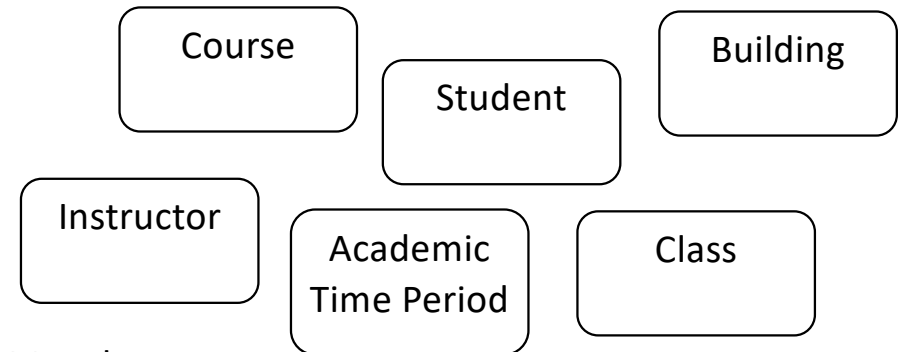 Course
Building
Student
Instructor
Academic
Time Period
Class